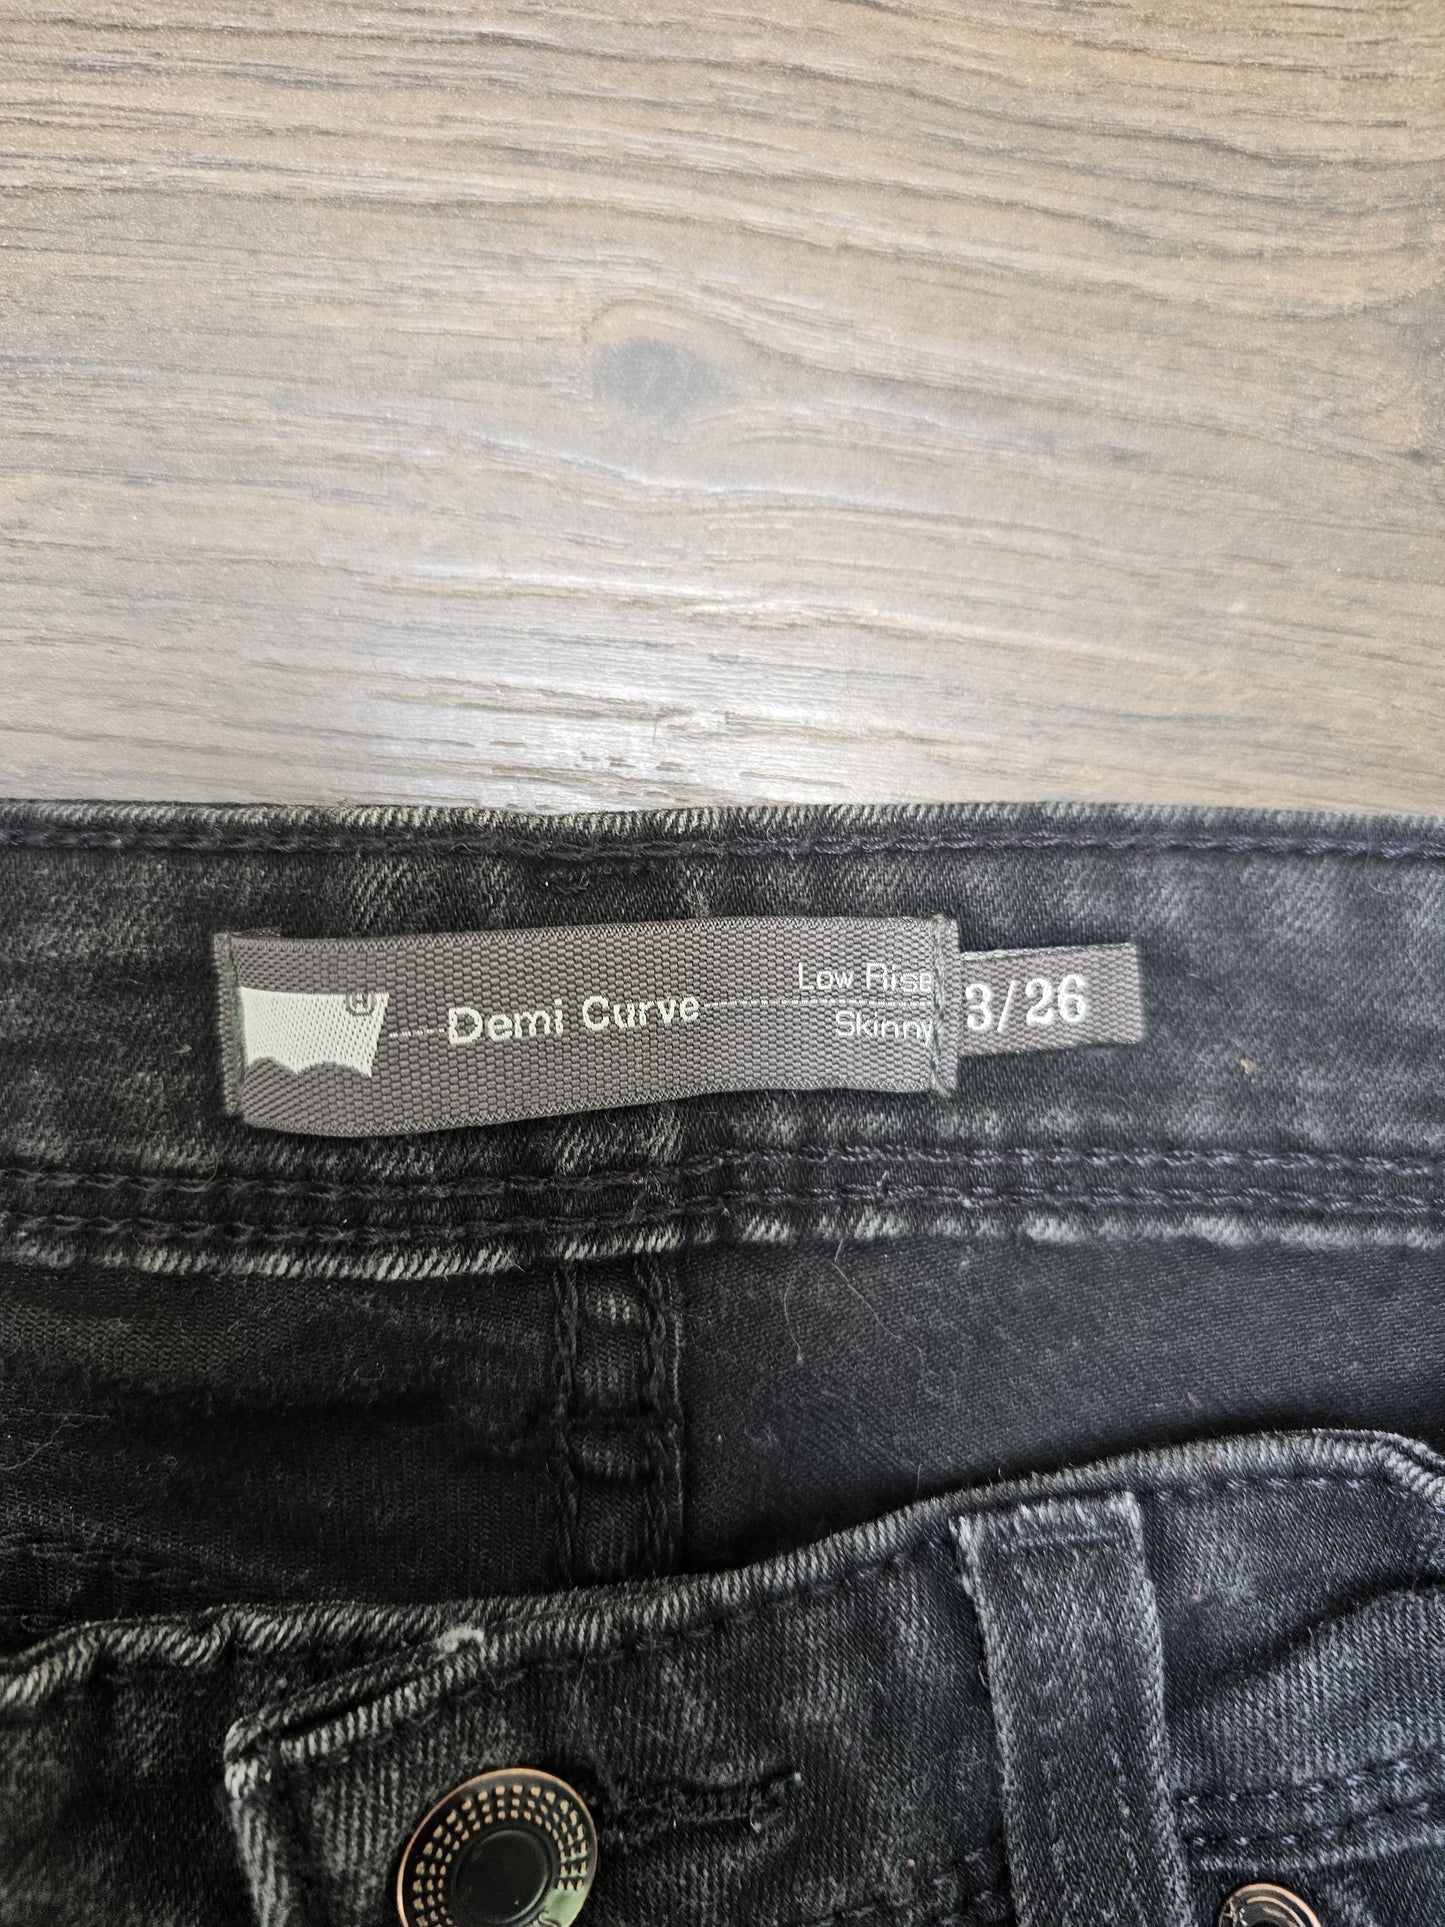 Demi Curve
Low Rise
Skinny
3/26